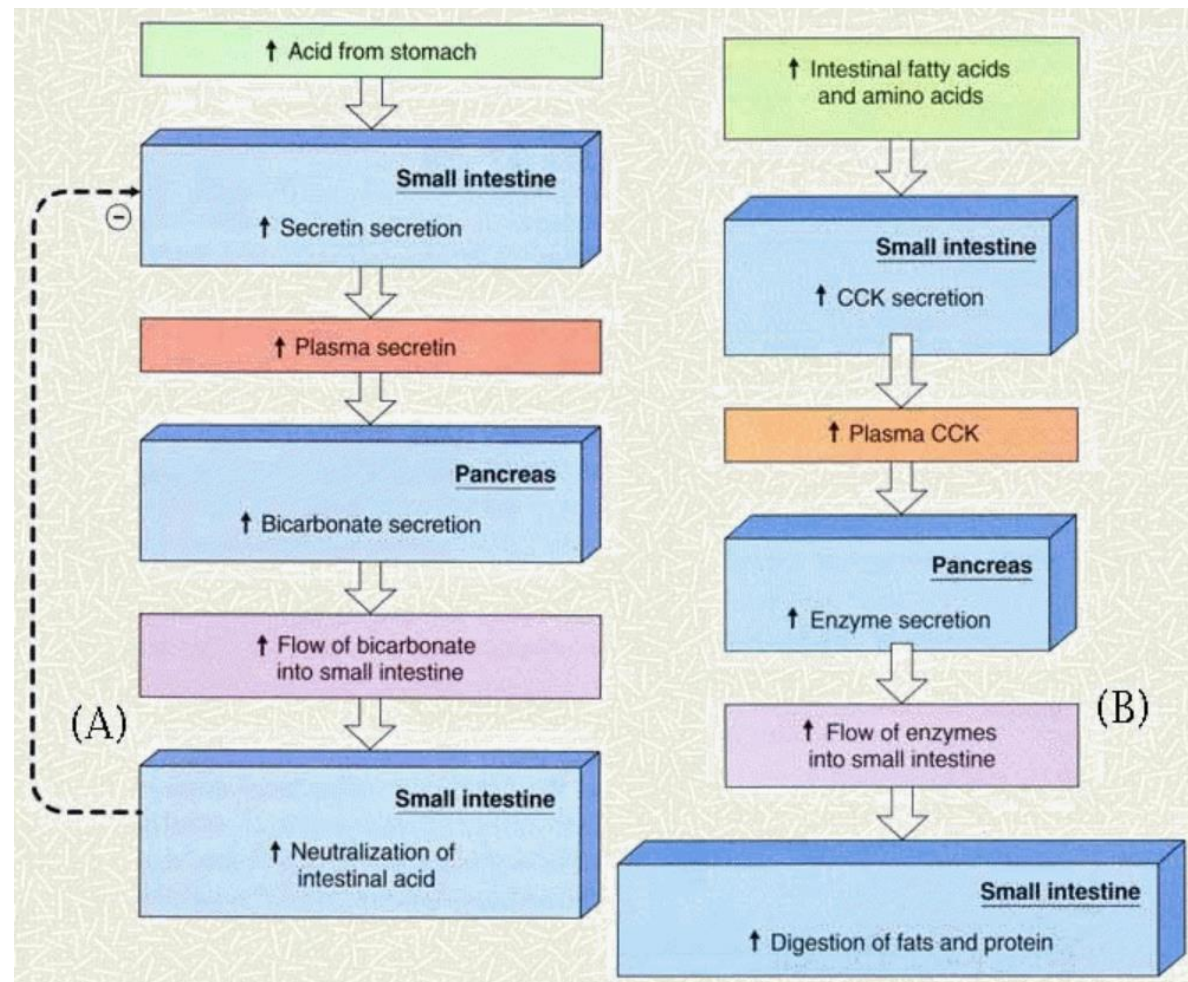 ↑ Acid from stomach
Small intestine
↑ Secretin secretion
↑ Plasma secretin
Pancreas
↑ Bicarbonate secretion
↑ Flow of bicarbonate
into small intestine
Small intestine
↑ Neutralization of
intestinal acid
(A)
↑ Intestinal fatty acids
and amino acids
Small intestine
↑ CCK secretion
↑ Plasma CCK
Pancreas
↑ Enzyme secretion
↑ Flow of enzymes
into small intestine
Small intestine
↑ Digestion of fats and protein
(B)